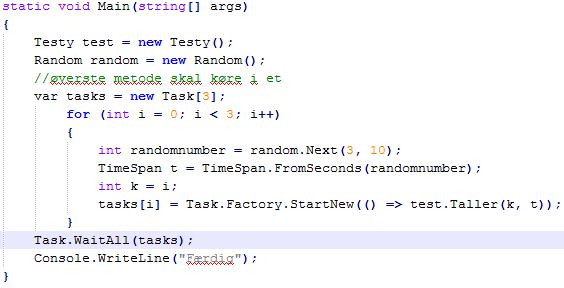 static void Main(string[] args)
{
    Testy test = new Testy();
    Random random = new Random();
    //øverste metode skal køre i et
    var tasks = new Task[3];
        for (int i = 0; i < 3; i++)
        {
            int randomnumber = random.Next(3, 10);
            TimeSpan t = TimeSpan.FromSeconds(randomnumber);
            int k = i;
            tasks[i] = Task.Factory.StartNew(() => test.Taller(k, t));
        }
    Task.WaitAll(tasks);
    Console.WriteLine("Færdig");
}